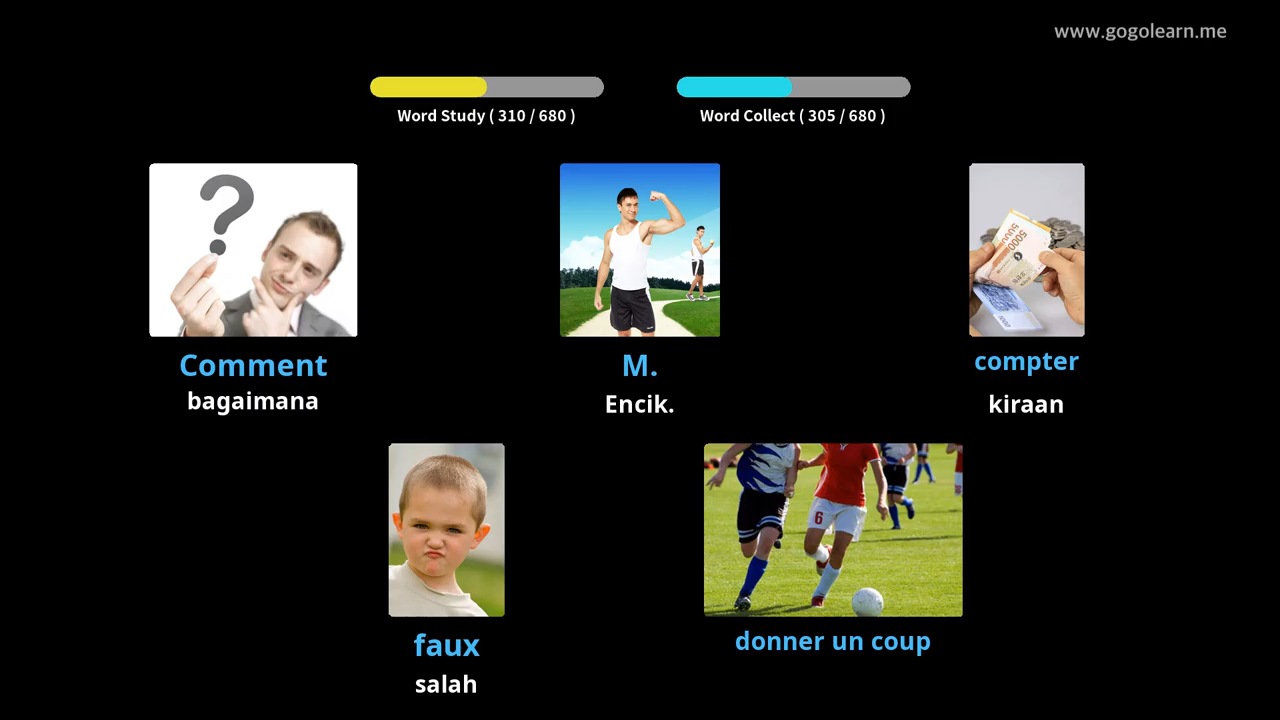 www.gogolearn.me
Word Study ( 310 / 680 )
Word Collect ( 305 / 680 )
Comment
bagaimana
M.
Encik.
compter
kiraan
faux
salah
donner un coup
6